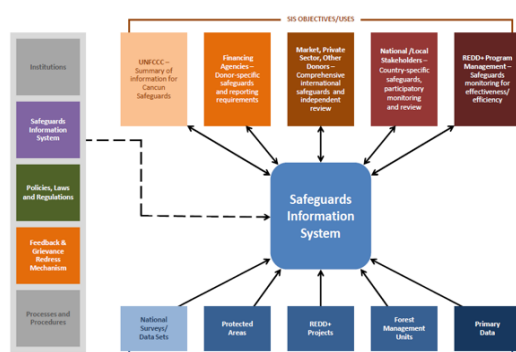 SIS OBJECTIVES/USES
Institutions
Safeguards
Information
System
Policies, Laws
and Regulations
Feedback &
Grievance
Redress
Mechanism
Processes and
Procedures
UNFCCC –
Summary of
information for
Cancun
Safeguards
Financing
Agencies –
Donor-specific
safeguards
and reporting
requirements
Market, Private
Sector, Other
Donors –
Comprehensive
international
safeguards and
independent
review
National /Local
Stakeholders –
Country-specific
safeguards,
participatory
monitoring
and review
REDD+ Program
Management –
Safeguards
monitoring for
effectiveness/
efficiency
Safeguards
Information
System
National
Surveys/
Data Sets
Protected
Areas
REDD+
Projects
Forest
Management
Units
Primary
Data